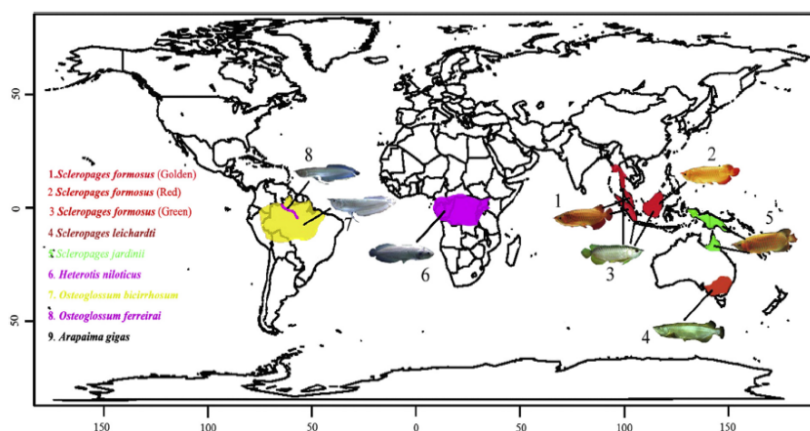 50
0
50
1.Scleropages formosus (Golden)
2 Scleropages formosus (Red)
3 Scleropages formosus (Green)
4 Scleropages leichardti
5 Scleropages jardinii
6. Heterotis niloticus
7. Osteoglossum bicirrhosum
8. Osteoglossum ferreirai
9. Arapaima gigas
8
7
6
1
2
3
5
4
150
100
50
0
50
100
150